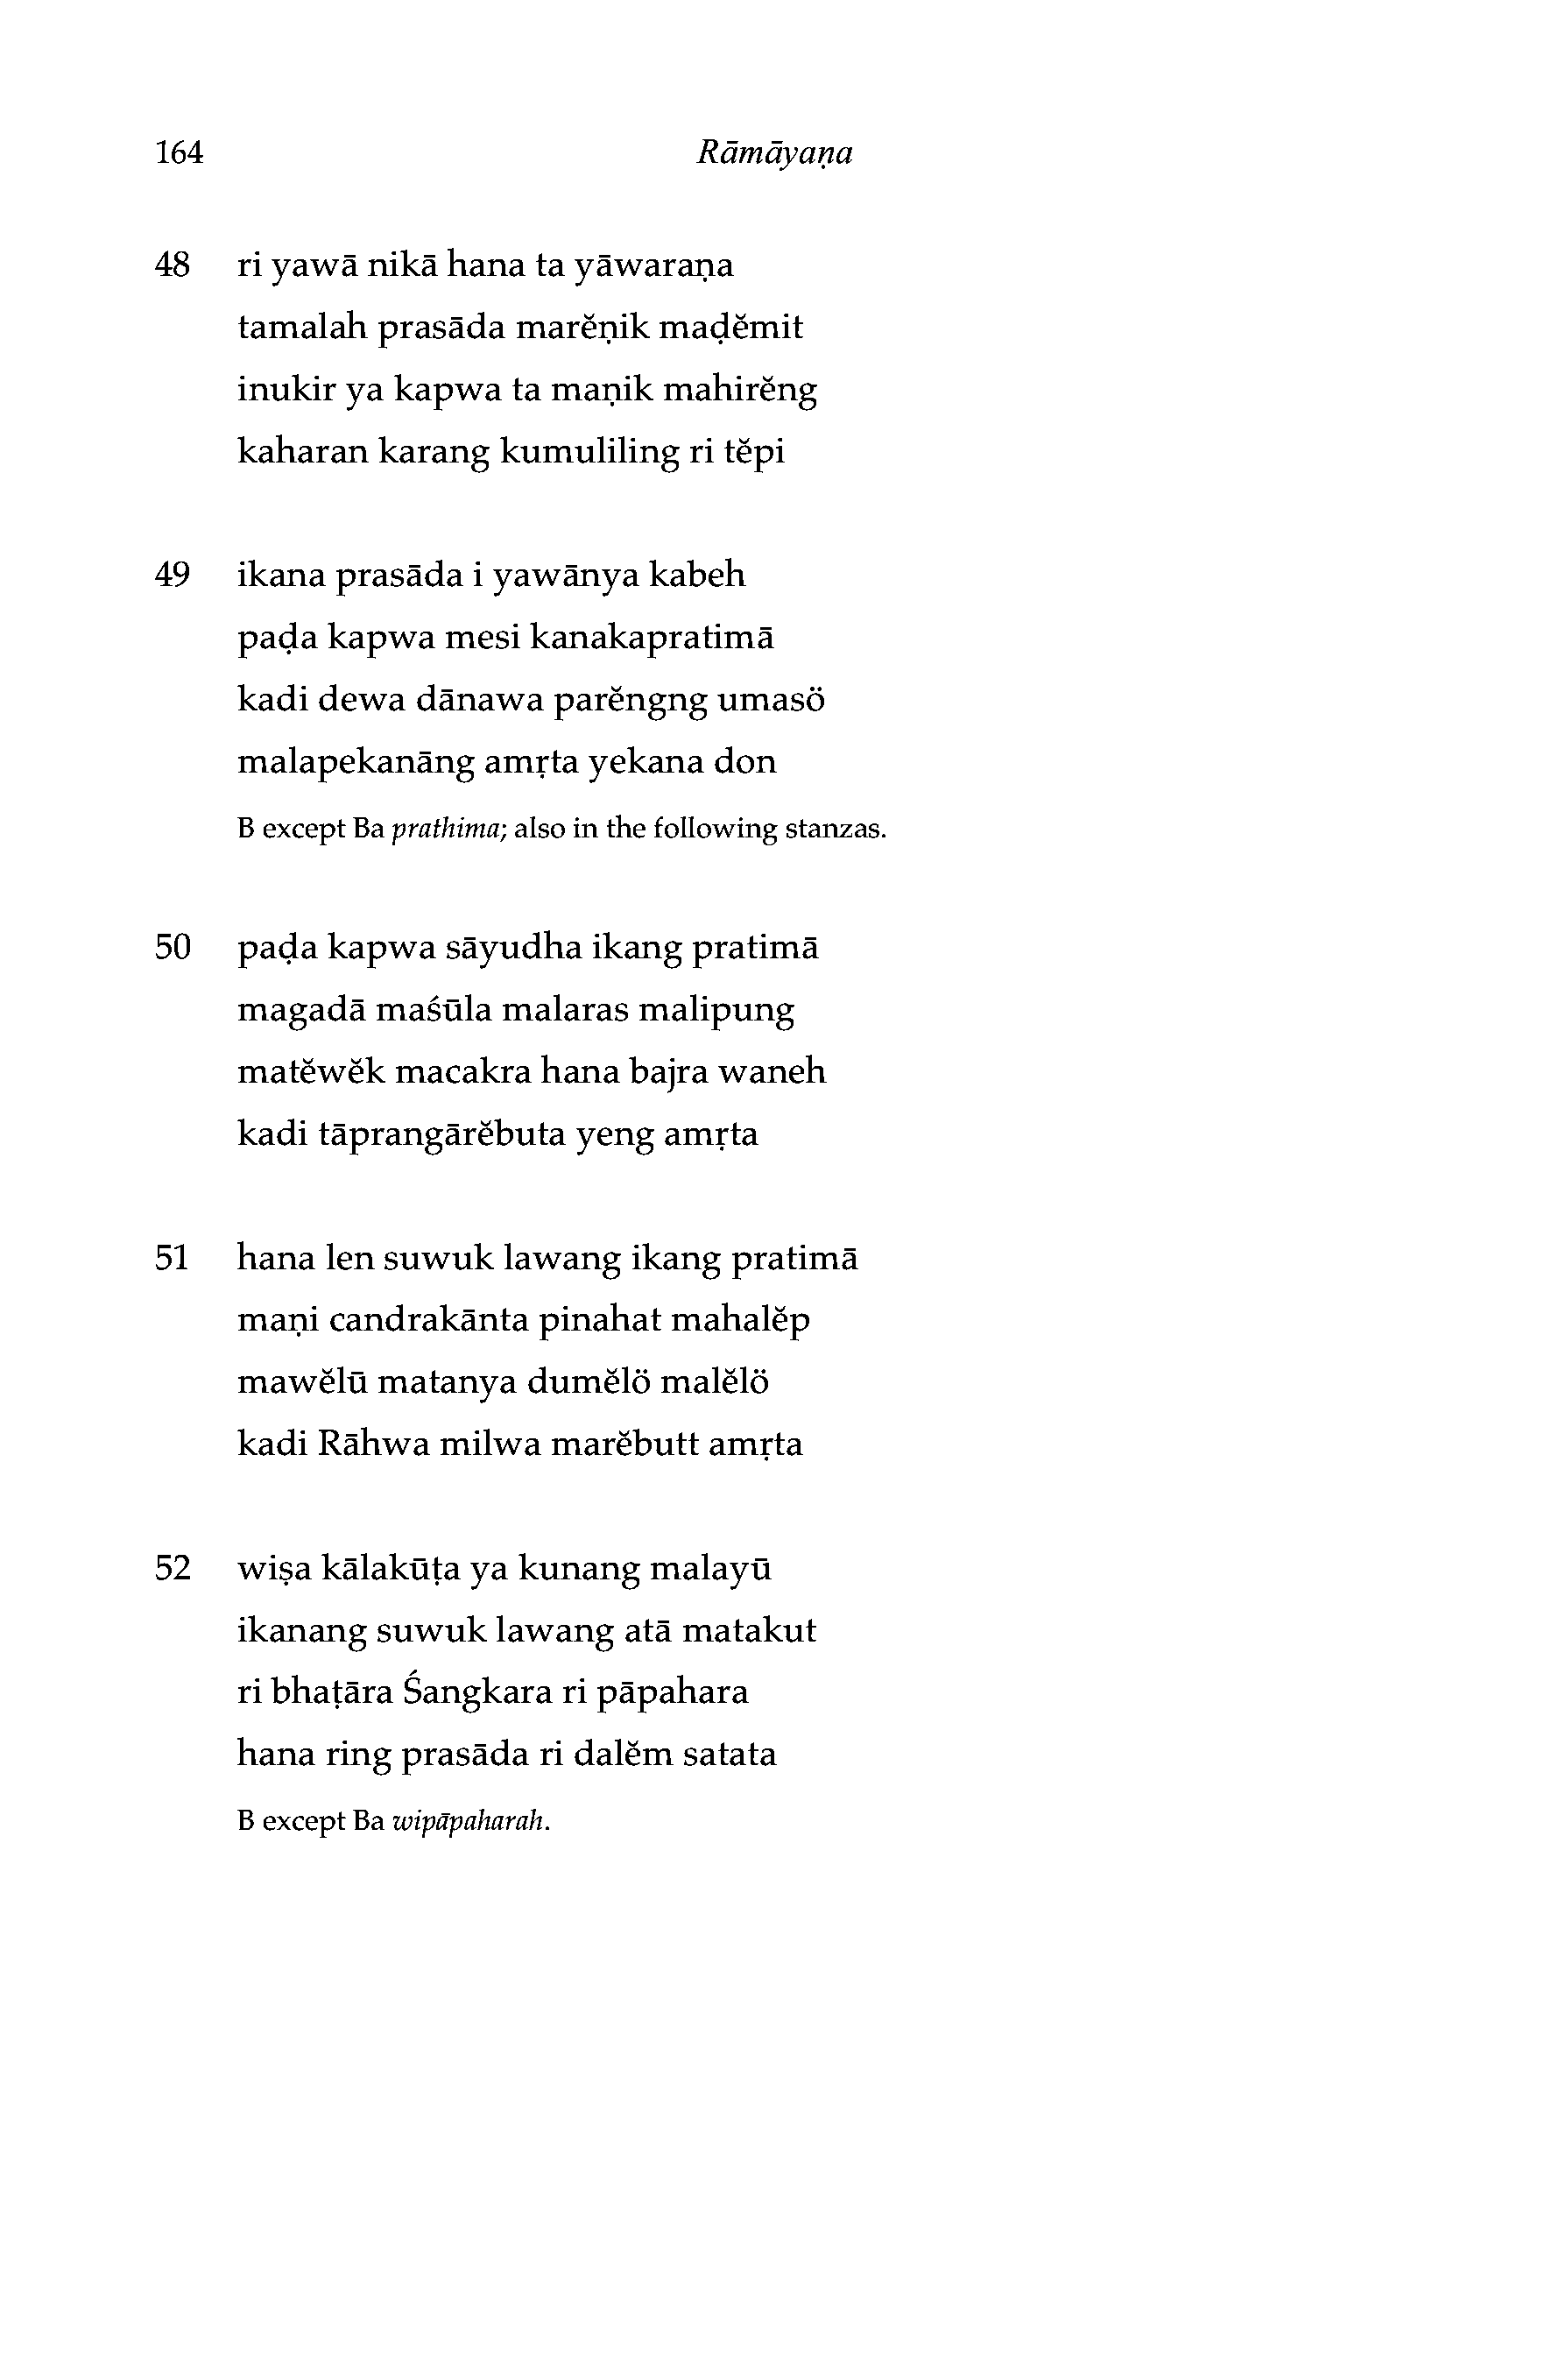 164 Rāmāyaṇa
48 ri yawā nikā hana ta yāwaraṇa
tamalah prasāda marĕṇik maḍĕmit
inukir ya kapwa ta maṇik mahirĕng
kaharan karang kumuliling ri tĕpi
49 ikana prasāda i yawānya kabeh
paḍa kapwa mesi kanakapratimā
kadi dewa dānawa parĕngng umasö
malapekanāng amṛta yekana don
B except Ba prathima; also in the following stanzas.
50 paḍa kapwa sāyudha ikang pratimā
magadā maśūla malaras malipung
matĕwĕk macakra hana bajra waneh
kadi tāprangārĕbuta yeng amṛta
51 hana len suwuk lawang ikang pratimā
maṇi candrakānta pinahat mahalĕp
mawĕlū matanya dumĕlö malĕlö
kadi Rāhwa milwa marĕbutt amṛta
52 wiṣa kālakūṭa ya kunang malayū
ikanang suwuk lawang atā matakut
ri bhaṭāra Śangkara ri pāpahara
hana ring prasāda ri dalĕm satata
B except Ba wipāpaharah.